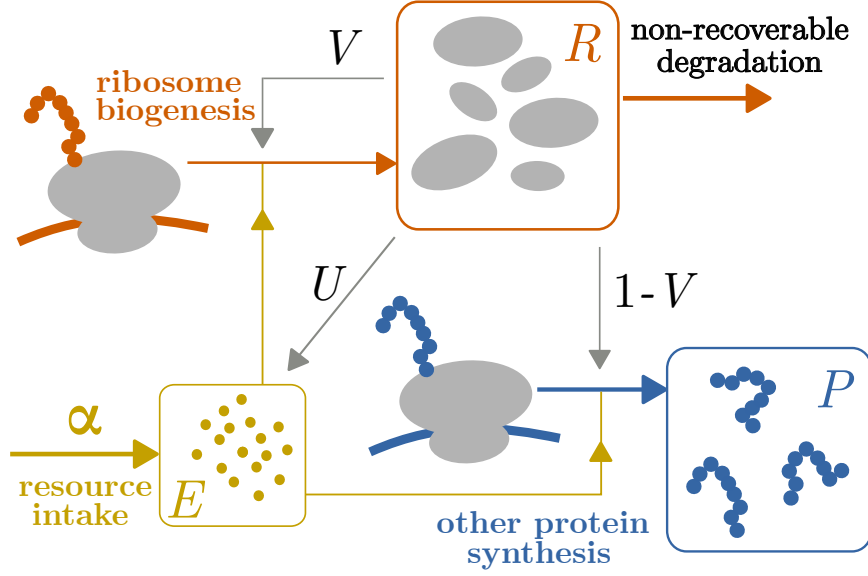 non-recoverable
degradation
V
R
ribosome
biogenesis
U
1-V
α
P
resource
intake
E
other protein
synthesis